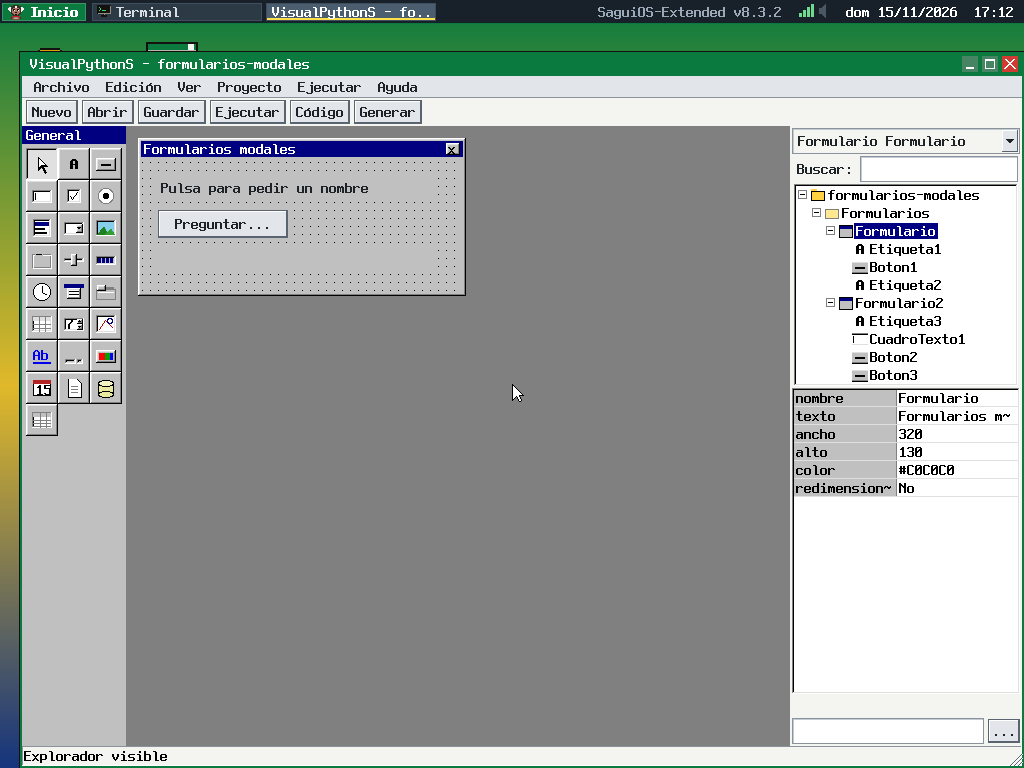 Inicio
Terminal
VisualPythonS - fo..
SaguiOS-Extended v8.3.2
dom 15/11/2026 17:12
VisualPythonS - formularios-modales
Archivo Edición Ver Proyecto Ejecutar Ayuda
Nuevo Abrir Guardar Ejecutar Código Generar
General
A
Ab
15
Formularios modales
Pulsa para pedir un nombre
Preguntar...
Formulario Formulario
Buscar:
formularios-modales
Formularios
Formulario
A Etiqueta1
Boton1
A Etiqueta2
Formulario2
A Etiqueta3
CuadroTexto1
Boton2
Boton3
nombre Formulario
texto Formularios m~
ancho 320
alto 130
color #C0C0C0
redimension~ No
...
Explorador visible